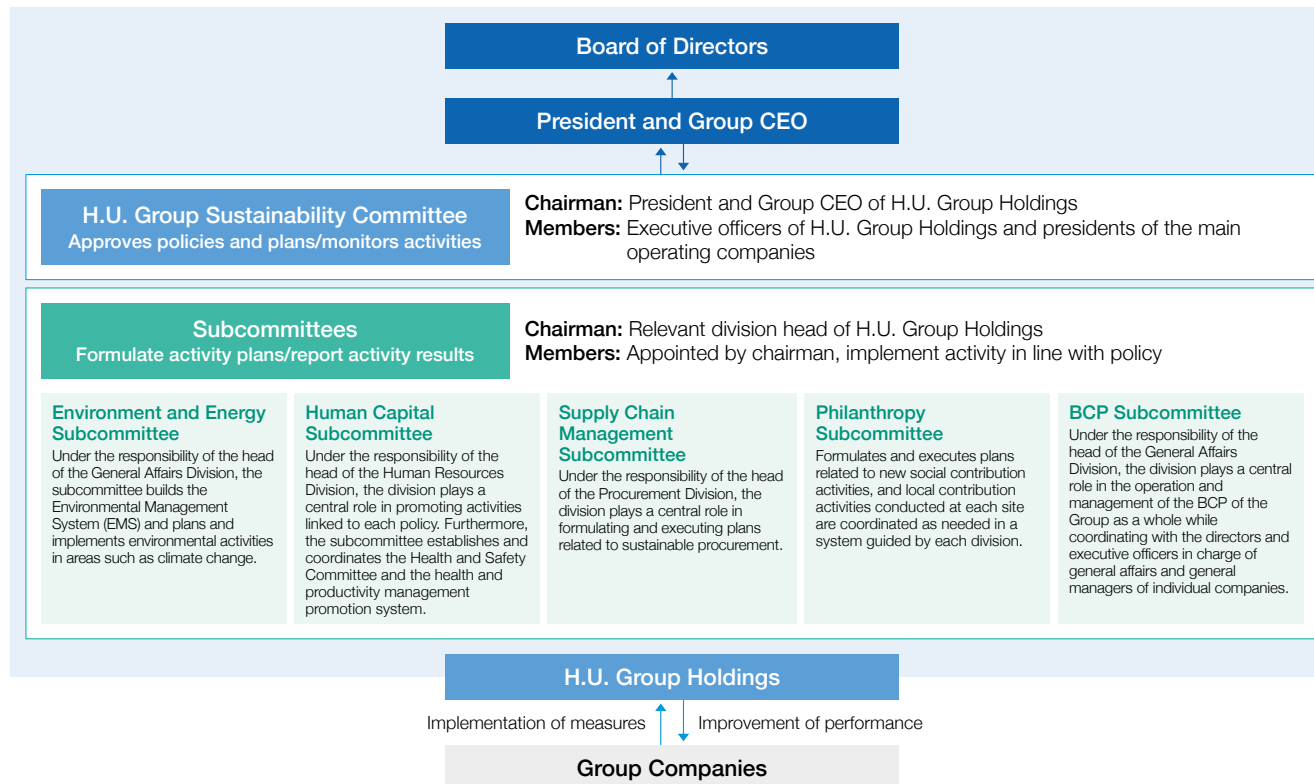 Board of Directors
President and Group CEO
H.U. Group Sustainability Committee
Approves policies and plans/monitors activities
Chairman: President and Group CEO of H.U. Group Holdings
Members: Executive officers of H.U. Group Holdings and presidents of the main
operating companies
Subcommittees
Formulate activity plans/report activity results
Chairman: Relevant division head of H.U. Group Holdings
Members: Appointed by chairman, implement activity in line with policy
Environment and Energy
Subcommittee
Under the responsibility of the head
of the General Affairs Division, the
subcommittee builds the
Environmental Management
System (EMS) and plans and
implements environmental activities
in areas such as climate change.
Human Capital
Subcommittee
Under the responsibility of the
head of the Human Resources
Division, the division plays a
central role in promoting activities
linked to each policy. Furthermore,
the subcommittee establishes and
coordinates the Health and Safety
Committee and the health and
productivity management
promotion system.
Supply Chain
Management
Subcommittee
Under the responsibility of the head
of the Procurement Division, the
division plays a central role in
formulating and executing plans
related to sustainable procurement.
Philanthropy
Subcommittee
Formulates and executes plans
related to new social contribution
activities, and local contribution
activities conducted at each site
are coordinated as needed in a
system guided by each division.
BCP Subcommittee
Under the responsibility of the
head of the General Affairs
Division, the division plays a central
role in the operation and
management of the BCP of the
Group as a whole while
coordinating with the directors and
executive officers in charge of
general affairs and general
managers of individual companies.
H.U. Group Holdings
Implementation of measures
Improvement of performance
Group Companies